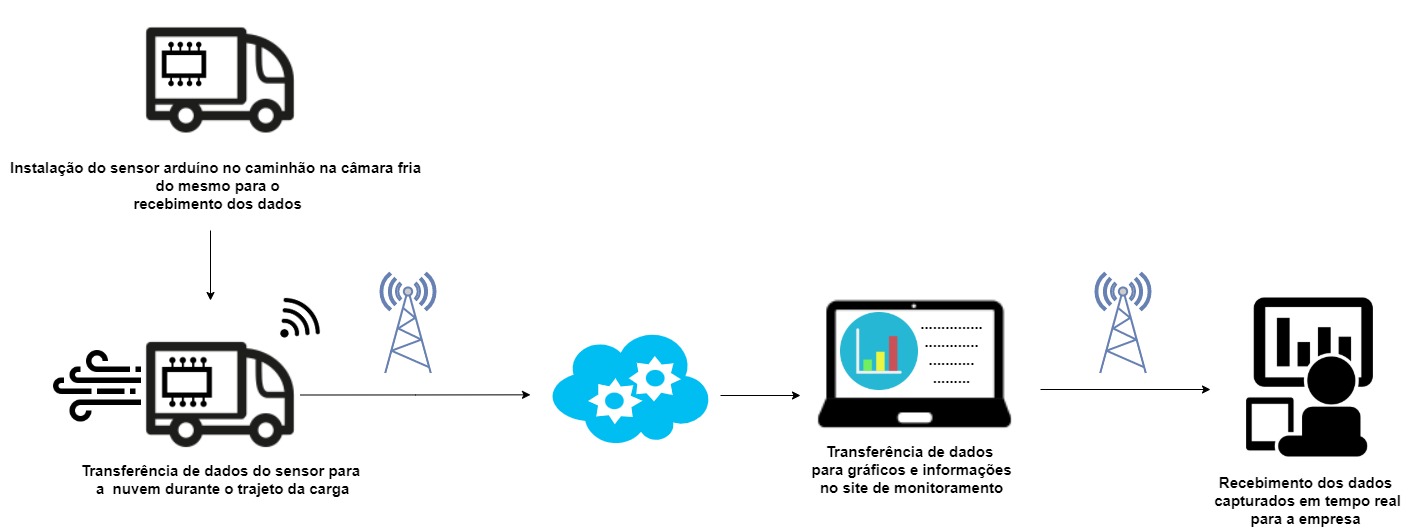 Instalação do sensor arduíno no caminhão na câmara fria
do mesmo para o
recebimento dos dados
Transferência de dados do sensor para
a nuvem durante o trajeto da carga
Transferência de dados
para gráficos e informações
no site de monitoramento
Recebimento dos dados
capturados em tempo real
para a empresa